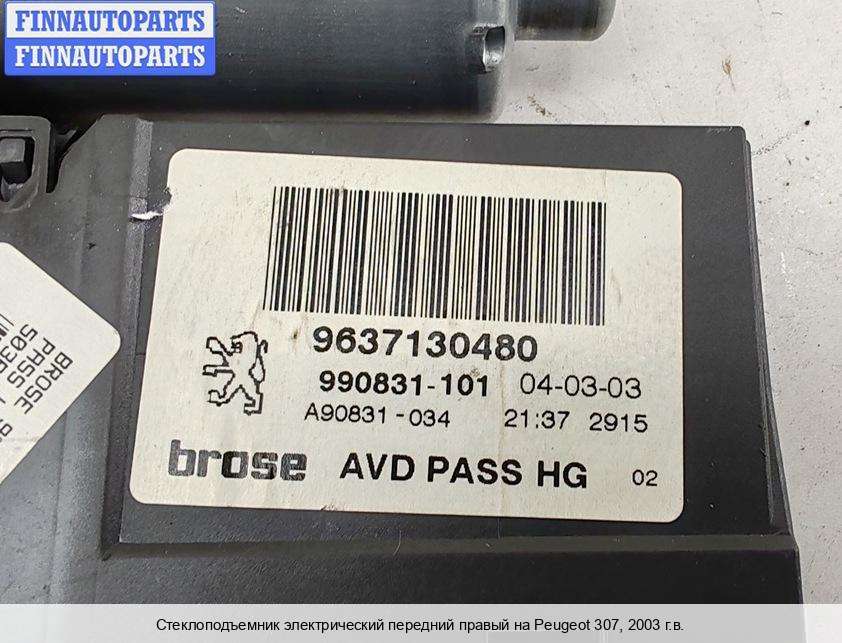 FINNAUTOPARTS
FINNAUTOPARTS
9637130480
990831-101 04-03-03
A90831-034 21:37 2915
brose AVD PASS HG 02
BROSE
PASS
Стеклоподъемник электрический передний правый на Peugeot 307, 2003 г.в.